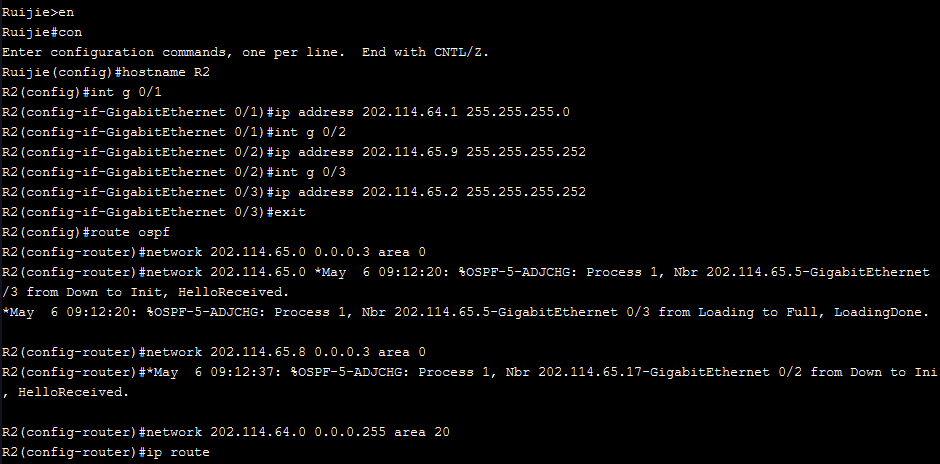 Ruijie>en
Ruijie#con
Enter configuration commands, one per line.  End with CNTL/Z.
Ruijie(config)#hostname R2
R2(config)#int g 0/1
R2(config-if-GigabitEthernet 0/1)#ip address 202.114.64.1 255.255.255.0
R2(config-if-GigabitEthernet 0/1)#int g 0/2
R2(config-if-GigabitEthernet 0/2)#ip address 202.114.65.9 255.255.255.252
R2(config-if-GigabitEthernet 0/2)#int g 0/3
R2(config-if-GigabitEthernet 0/3)#ip address 202.114.65.2 255.255.255.252
R2(config-if-GigabitEthernet 0/3)#exit
R2(config)#route ospf
R2(config-router)#network 202.114.65.0 0.0.0.3 area 0
R2(config-router)#network 202.114.65.0 *May  6 09:12:20: %OSPF-5-ADJCHG: Process 1, Nbr 202.114.65.5-GigabitEthernet
/3 from Down to Init, HelloReceived.
*May  6 09:12:20: %OSPF-5-ADJCHG: Process 1, Nbr 202.114.65.5-GigabitEthernet 0/3 from Loading to Full, LoadingDone.
R2(config-router)#network 202.114.65.8 0.0.0.3 area 0
R2(config-router)#*May  6 09:12:37: %OSPF-5-ADJCHG: Process 1, Nbr 202.114.65.17-GigabitEthernet 0/2 from Down to Ini
, HelloReceived.
R2(config-router)#network 202.114.64.0 0.0.0.255 area 20
R2(config-router)#ip route